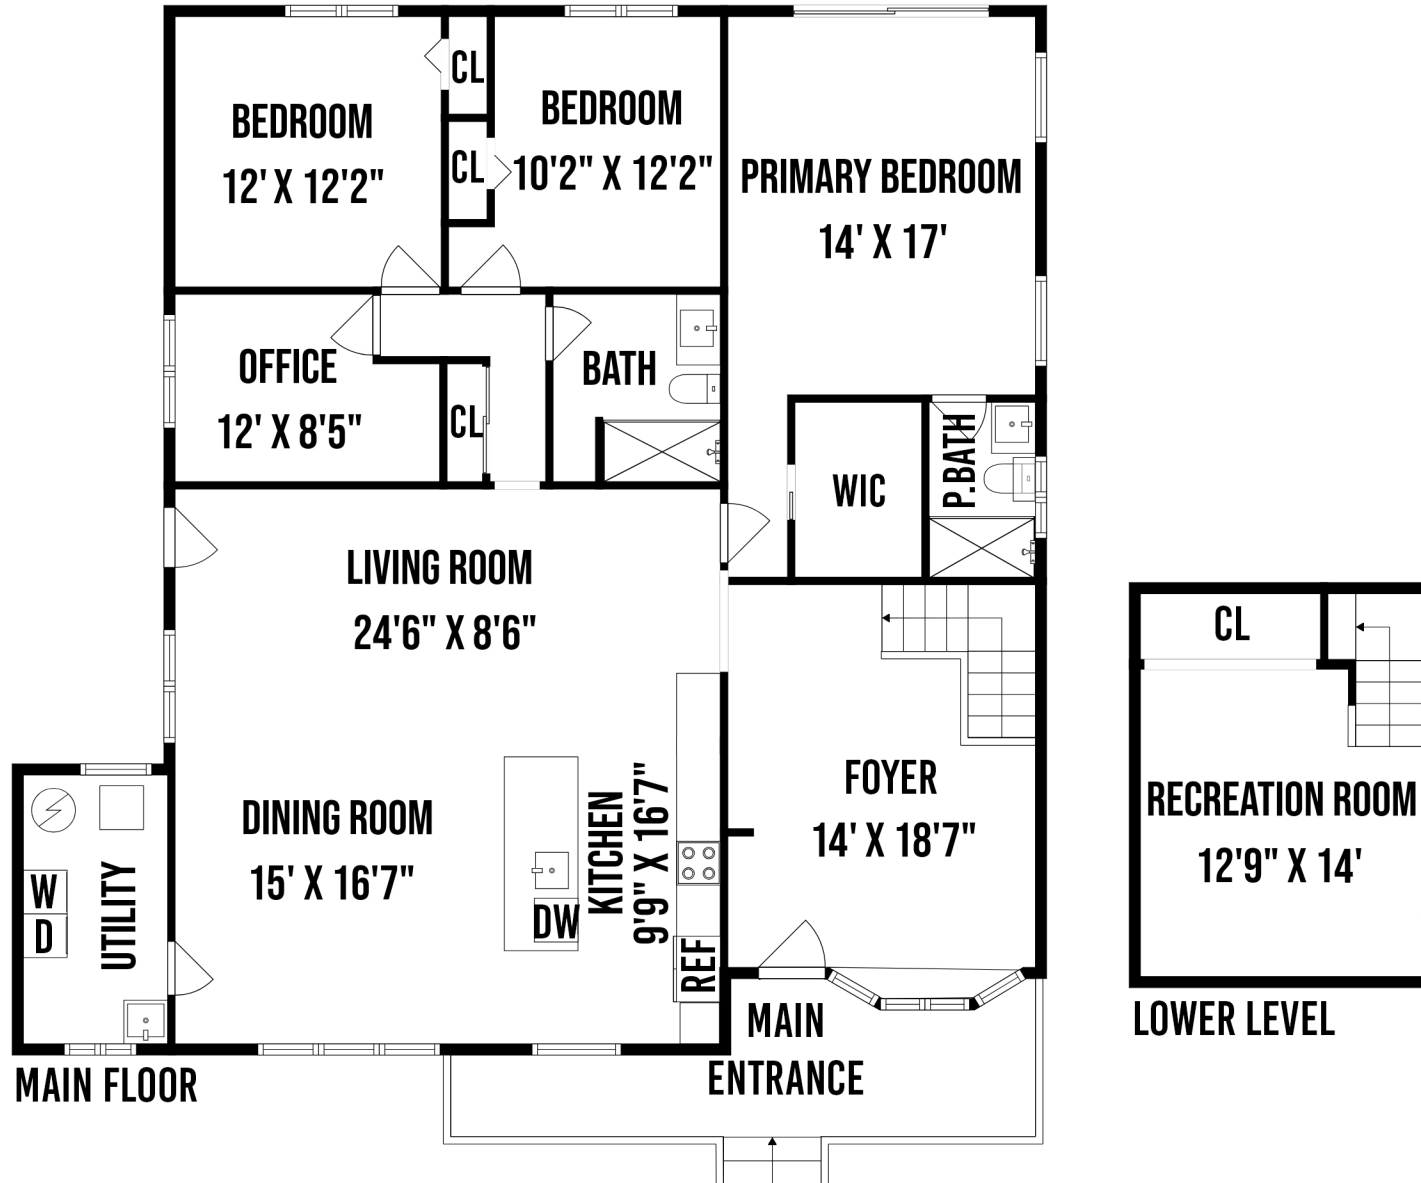 BEDROOM
12' X 12'2"
CL
CL
BEDROOM
10'2" X 12'2"
PRIMARY BEDROOM
14' X 17'
OFFICE
12' X 8'5"
CL
BATH
WIC
P.BATH
LIVING ROOM
24'6" X 8'6"
DINING ROOM
15' X 16'7"
KITCHEN
9'9" X 16'7"
DW
REF
FOYER
14' X 18'7"
UTILITY
W
D
MAIN
ENTRANCE
MAIN FLOOR
CL
RECREATION ROOM
12'9" X 14'
LOWER LEVEL